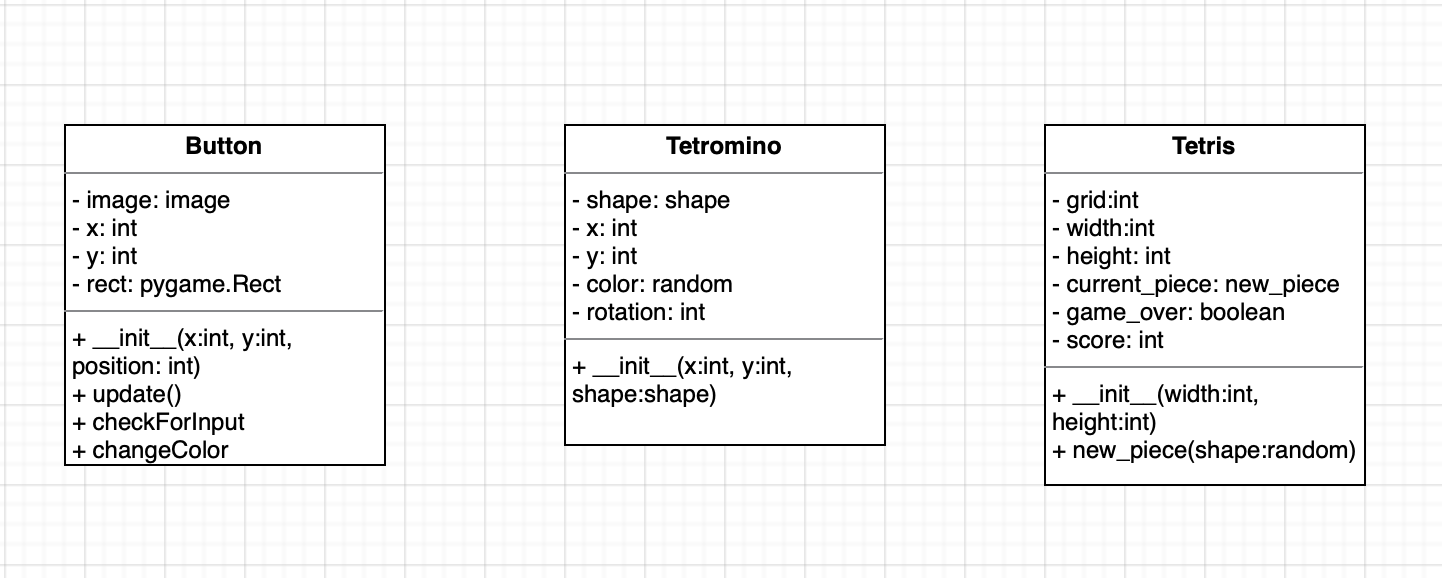 Button
- image: image
- x: int
- y: int
- rect: pygame.Rect
+ __init__(x:int, y:int,
position: int)
+ update()
+ checkForInput
+ changeColor
Tetromino
- shape: shape
- x: int
- y: int
- color: random
- rotation: int
+ __init__(x:int, y:int,
shape:shape)
Tetris
- grid:int
- width:int
- height: int
- current_piece: new_piece
- game_over: boolean
- score: int
+ __init__(width:int,
height:int)
+ new_piece(shape:random)